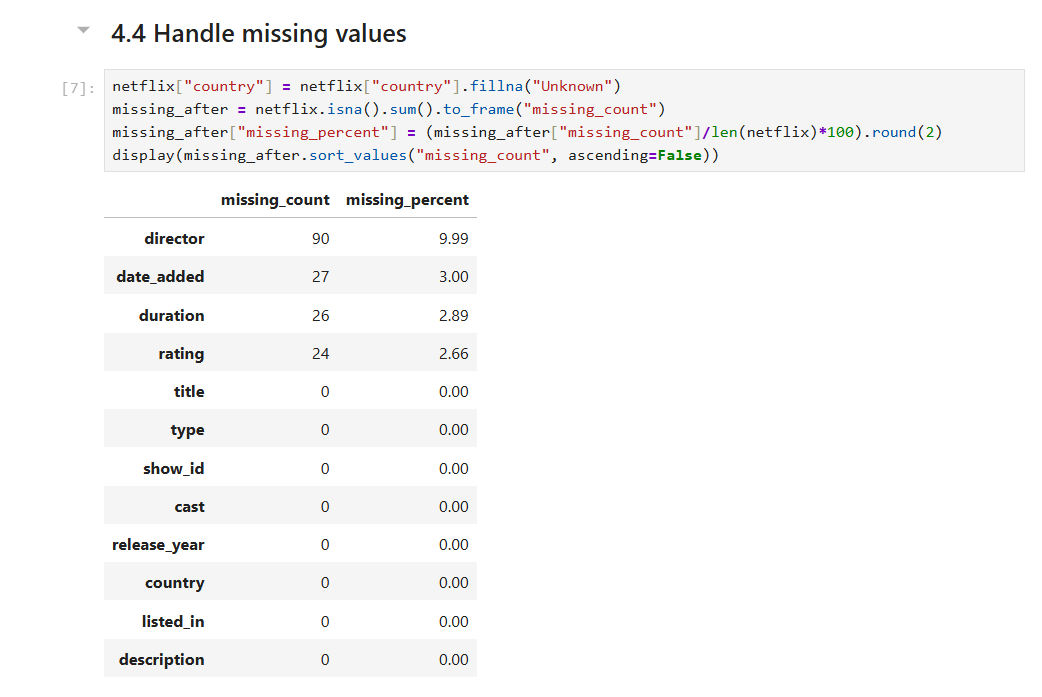 4.4 Handle missing values
[7]:
netflix["country"] = netflix["country"].fillna("Unknown")
missing_after = netflix.isna().sum().to_frame("missing_count")
missing_after["missing_percent"] = (missing_after["missing_count"]/len(netflix)*100).round(2)
display(missing_after.sort_values("missing_count", ascending=False))
missing_count missing_percent
director 90 9.99
date_added 27 3.00
duration 26 2.89
rating 24 2.66
title 0 0.00
type 0 0.00
show_id 0 0.00
cast 0 0.00
release_year 0 0.00
country 0 0.00
listed_in 0 0.00
description 0 0.00